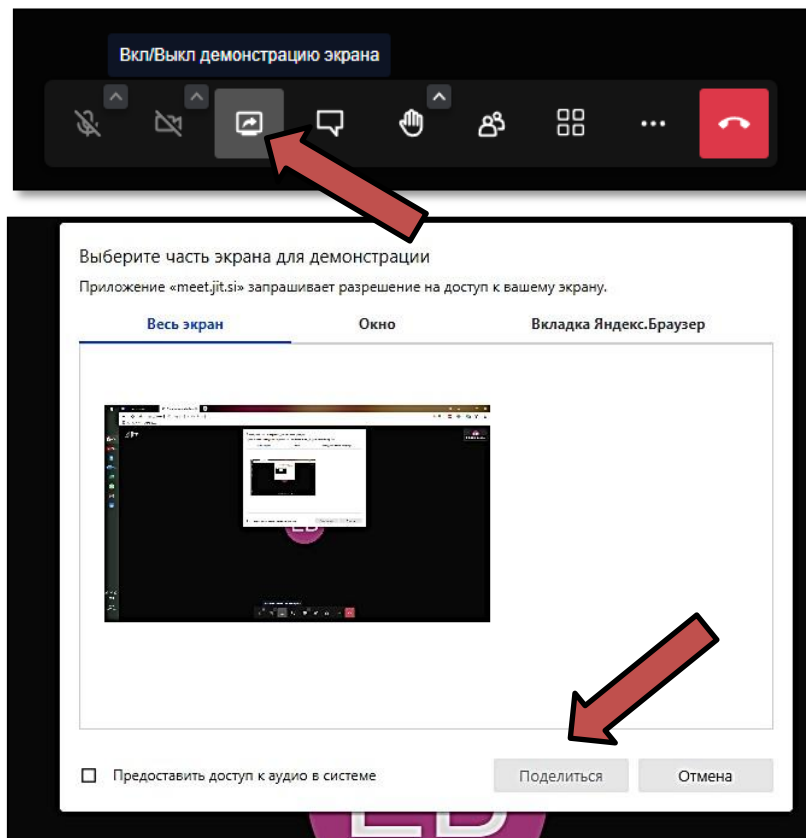 Вкл/Выкл демонстрацию экрана
Выберите часть экрана для демонстрации
Приложение «meet.jit.si» запрашивает разрешение на доступ к вашему экрану.
Весь экран Окно Вкладка Яндекс.Браузер
Предоставить доступ к аудио в системе Поделиться Отмена